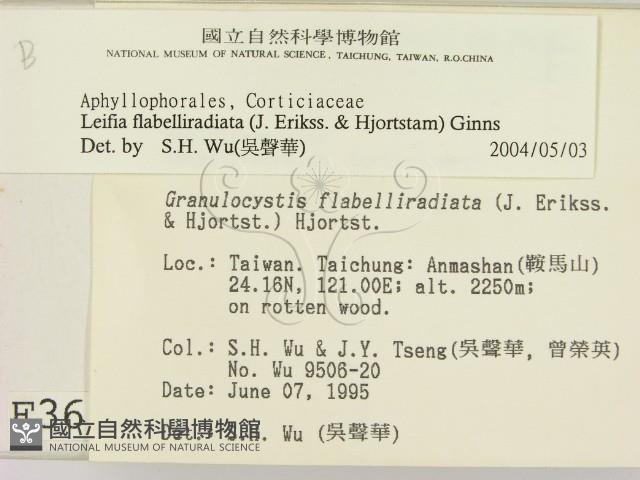 B
國立自然科學博物館
NATIONAL MUSEUM OF NATURAL SCIENCE, TAICHUNG, TAIWAN, R.O.CHINA
Aphyllophorales, Corticiaceae
Leifia flabelliradiata (J. Erikss. & Hjortstam) Ginns
Det. by S.H. Wu(吳聲華) 2004/05/03
Granulocystis flabelliradiata (J. Erikss.
& Hjortst.) Hjortst.
Loc.: Taiwan. Taichung: Anmashan(鞍馬山)
24.16N, 121.00E; alt. 2250m;
on rotten wood.
Col.: S.H. Wu & J.Y. Tseng(吳聲華, 曾榮英)
No. Wu 9506-20
Date: June 07, 1995
Det.: S.H. Wu (吳聲華)
E36
國立自然科學博物館
NATIONAL MUSEUM OF NATURAL SCIENCE